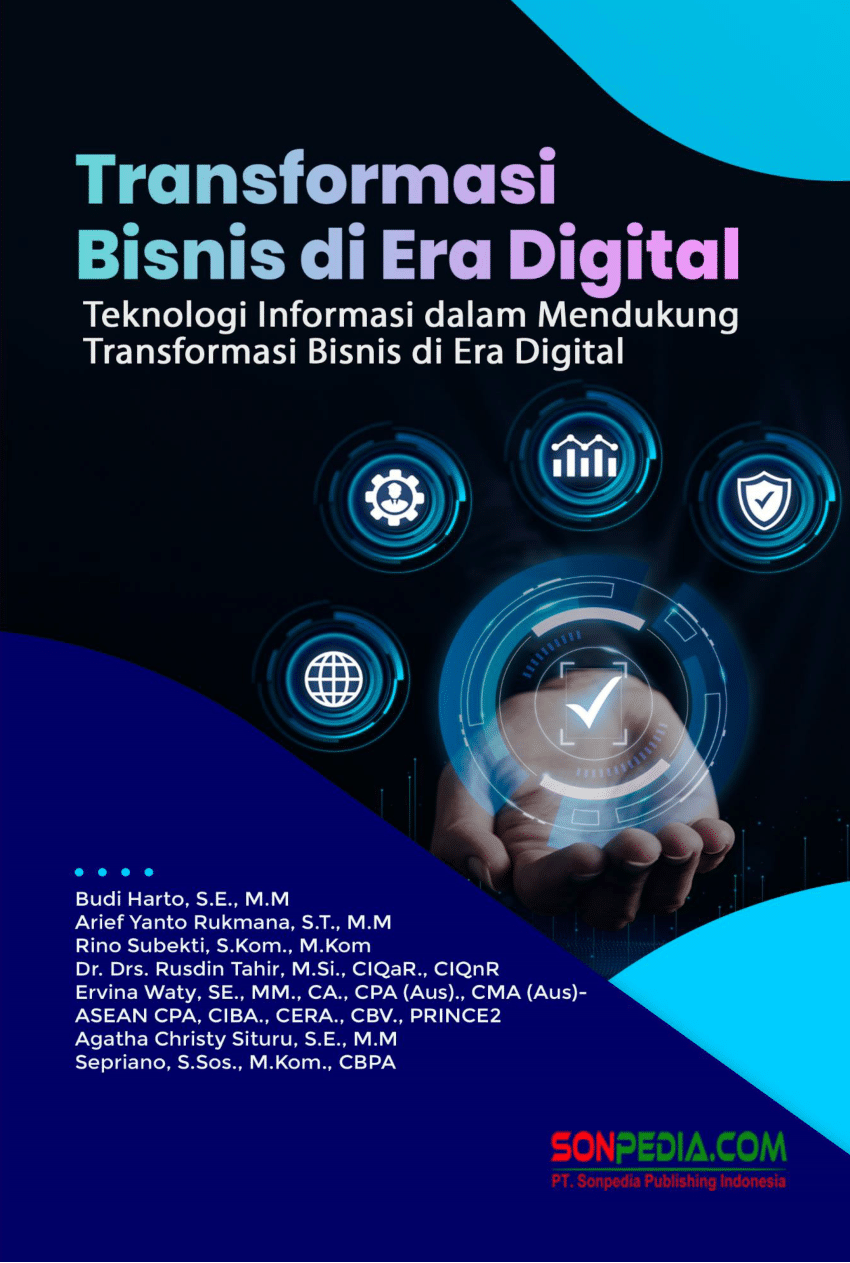 Transformasi
Bisnis di Era Digital
Teknologi Informasi dalam Mendukung
Transformasi Bisnis di Era Digital
Budi Harto, S.E., M.M
Arief Yanto Rukmana, S.T., M.M
Rino Subekti, S.Kom., M.Kom
Dr. Drs. Rusdin Tahir, M.Si., CIQaR., CIQnR
Ervina Waty, SE., MM., CA., CPA (Aus)., CMA (Aus)-
ASEAN CPA, CIBA., CERA., CBV., PRINCE2
Agatha Christy Situru, S.E., M.M
Sepriano, S.Sos., M.Kom., CBPA
SONPEDIA.COM
PT. Sonpedia Publishing Indonesia